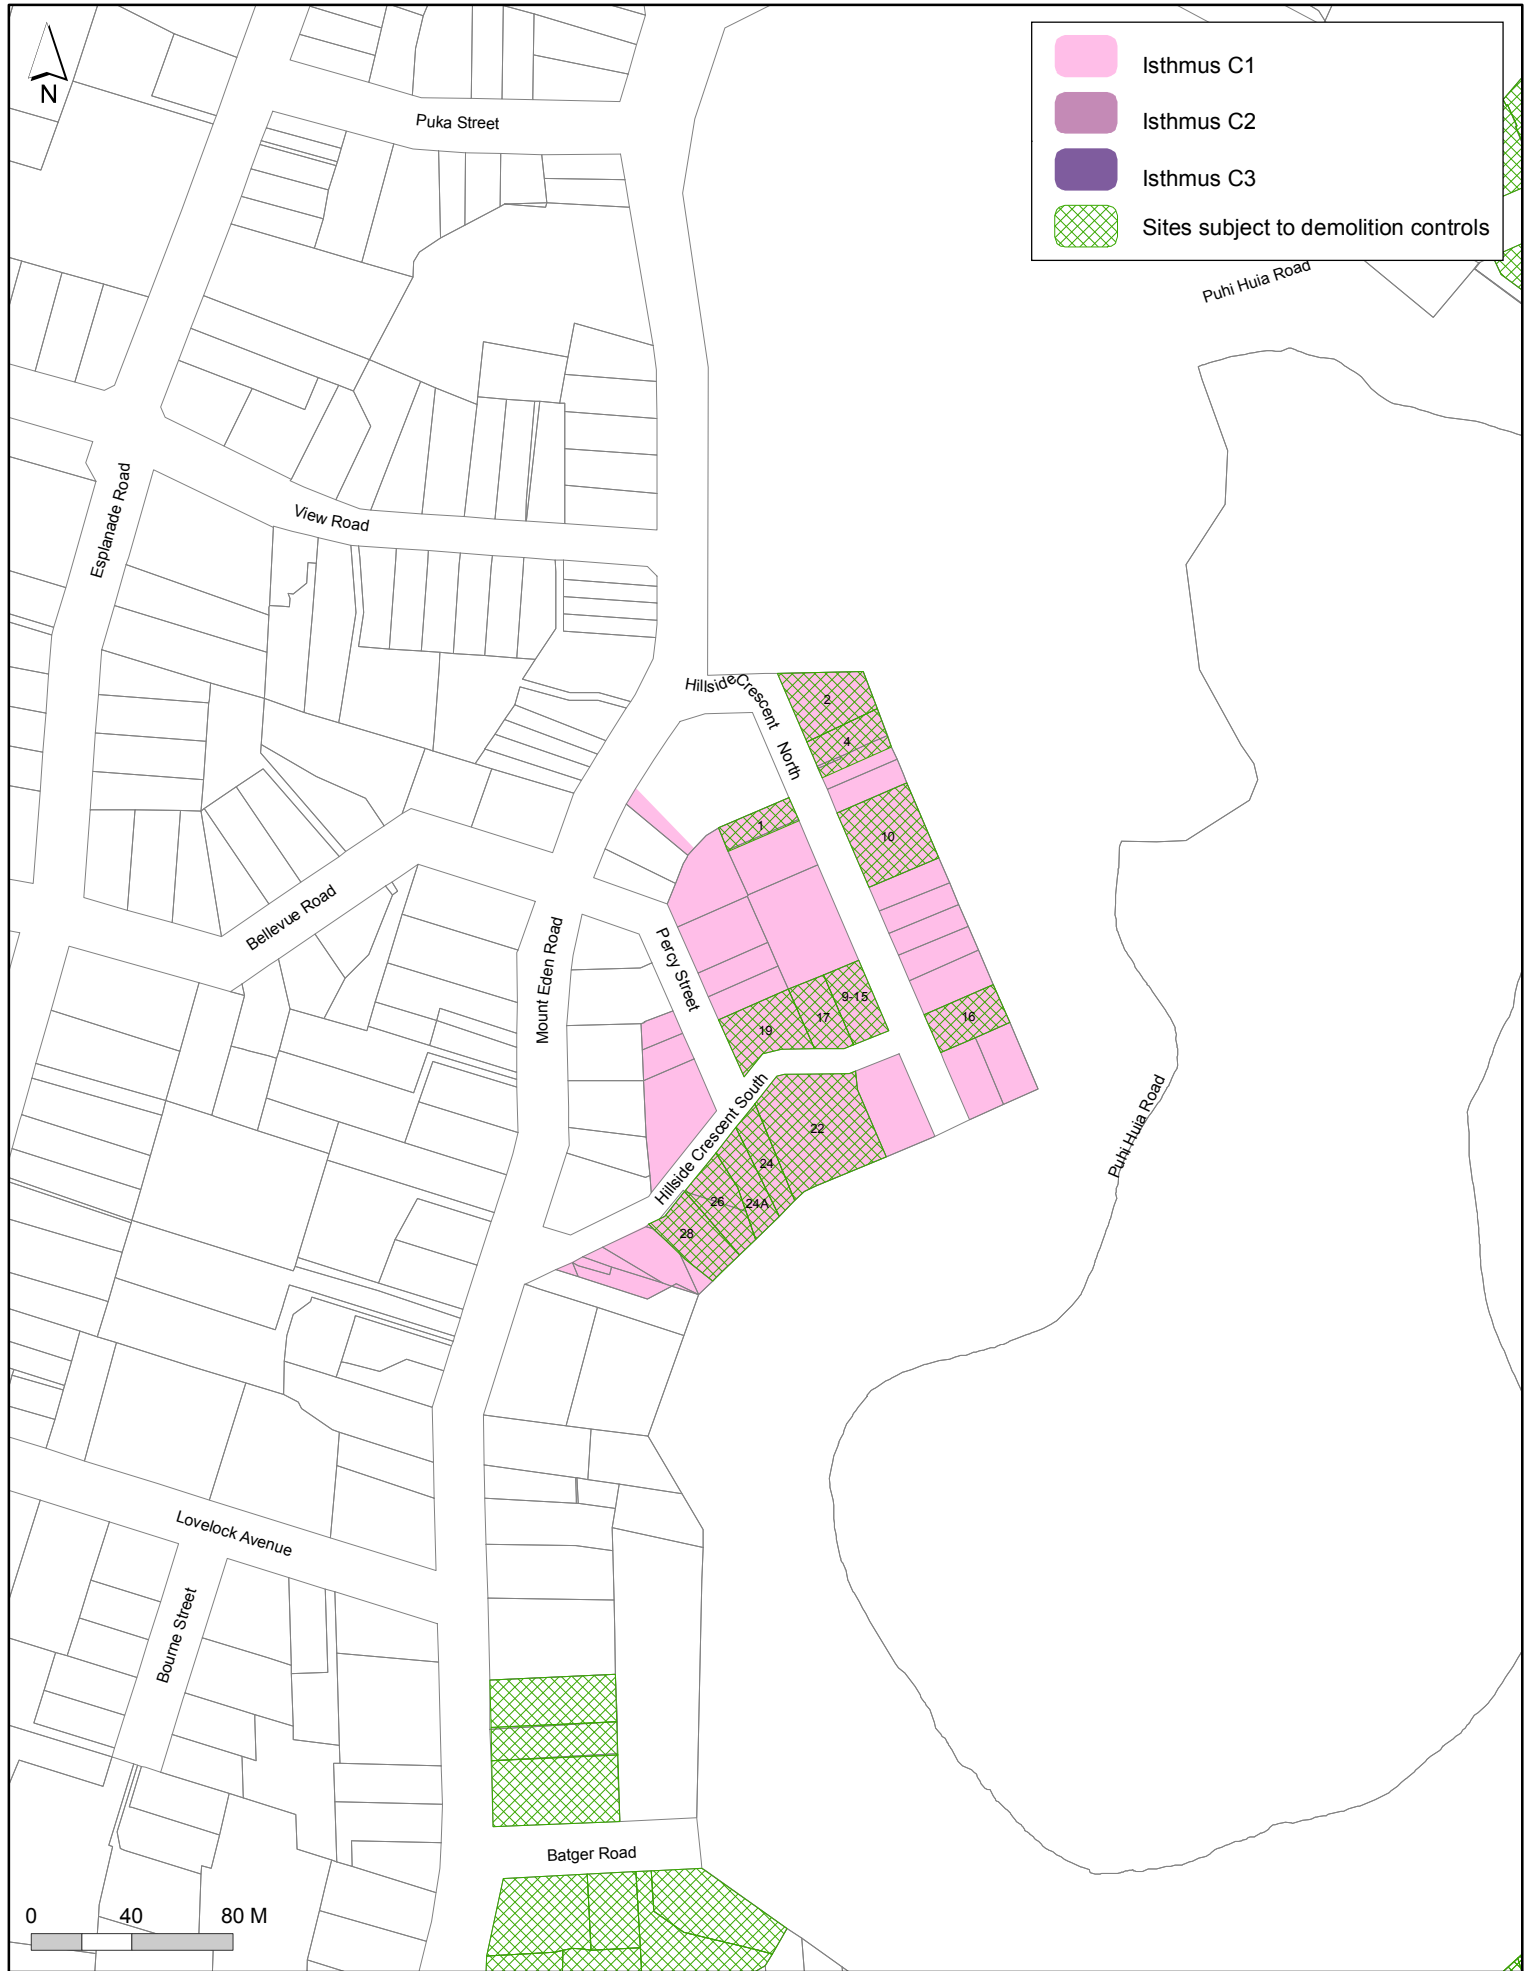 N
Puka Street
Isthmus C1
Isthmus C2
Isthmus C3
Sites subject to demolition controls
Puhi Huia Road
Esplanade Road
View Road
Hillside Crescent North
2
4
1
10
Bellevue Road
Mount Eden Road
Percy Street
9-15
17
19
16
Hillside Crescent South
22
24
24A
26
28
Puhi Huia Road
Lovelock Avenue
Bourne Street
Batger Road
0 40 80 M